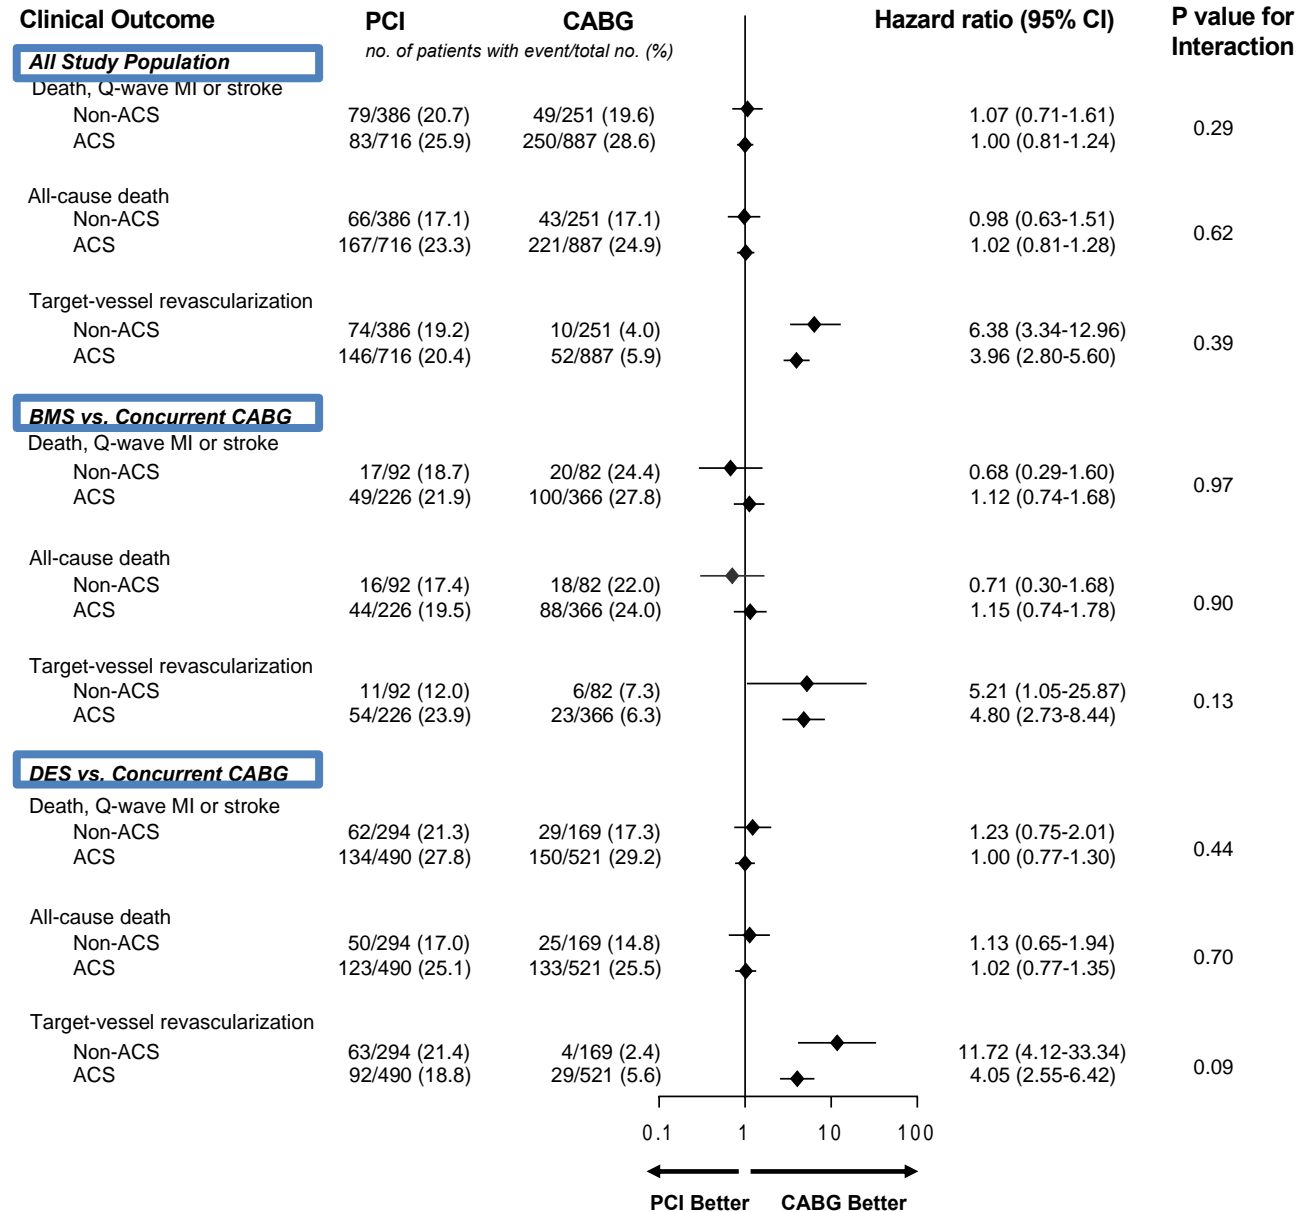 Clinical Outcome PCI CABG Hazard ratio (95% CI) P value for Interaction
All Study Population no. of patients with event/total no. (%)
Death, Q-wave MI or stroke
Non-ACS 79/386 (20.7) 49/251 (19.6) 1.07 (0.71-1.61)
0.29
ACS 83/716 (25.9) 250/887 (28.6) 1.00 (0.81-1.24)
All-cause death
Non-ACS 66/386 (17.1) 43/251 (17.1) 0.98 (0.63-1.51)
0.62
ACS 167/716 (23.3) 221/887 (24.9) 1.02 (0.81-1.28)
Target-vessel revascularization
Non-ACS 74/386 (19.2) 10/251 (4.0) 6.38 (3.34-12.96)
0.39
ACS 146/716 (20.4) 52/887 (5.9) 3.96 (2.80-5.60)
BMS vs. Concurrent CABG
Death, Q-wave MI or stroke
Non-ACS 17/92 (18.7) 20/82 (24.4) 0.68 (0.29-1.60)
0.97
ACS 49/226 (21.9) 100/366 (27.8) 1.12 (0.74-1.68)
All-cause death
Non-ACS 16/92 (17.4) 18/82 (22.0) 0.71 (0.30-1.68)
0.90
ACS 44/226 (19.5) 88/366 (24.0) 1.15 (0.74-1.78)
Target-vessel revascularization
Non-ACS 11/92 (12.0) 6/82 (7.3) 5.21 (1.05-25.87)
0.13
ACS 54/226 (23.9) 23/366 (6.3) 4.80 (2.73-8.44)
DES vs. Concurrent CABG
Death, Q-wave MI or stroke
Non-ACS 62/294 (21.3) 29/169 (17.3) 1.23 (0.75-2.01)
0.44
ACS 134/490 (27.8) 150/521 (29.2) 1.00 (0.77-1.30)
All-cause death
Non-ACS 50/294 (17.0) 25/169 (14.8) 1.13 (0.65-1.94)
0.70
ACS 123/490 (25.1) 133/521 (25.5) 1.02 (0.77-1.35)
Target-vessel revascularization
Non-ACS 63/294 (21.4) 4/169 (2.4) 11.72 (4.12-33.34)
0.09
ACS 92/490 (18.8) 29/521 (5.6) 4.05 (2.55-6.42)
0.1 1 10 100
PCI Better CABG Better